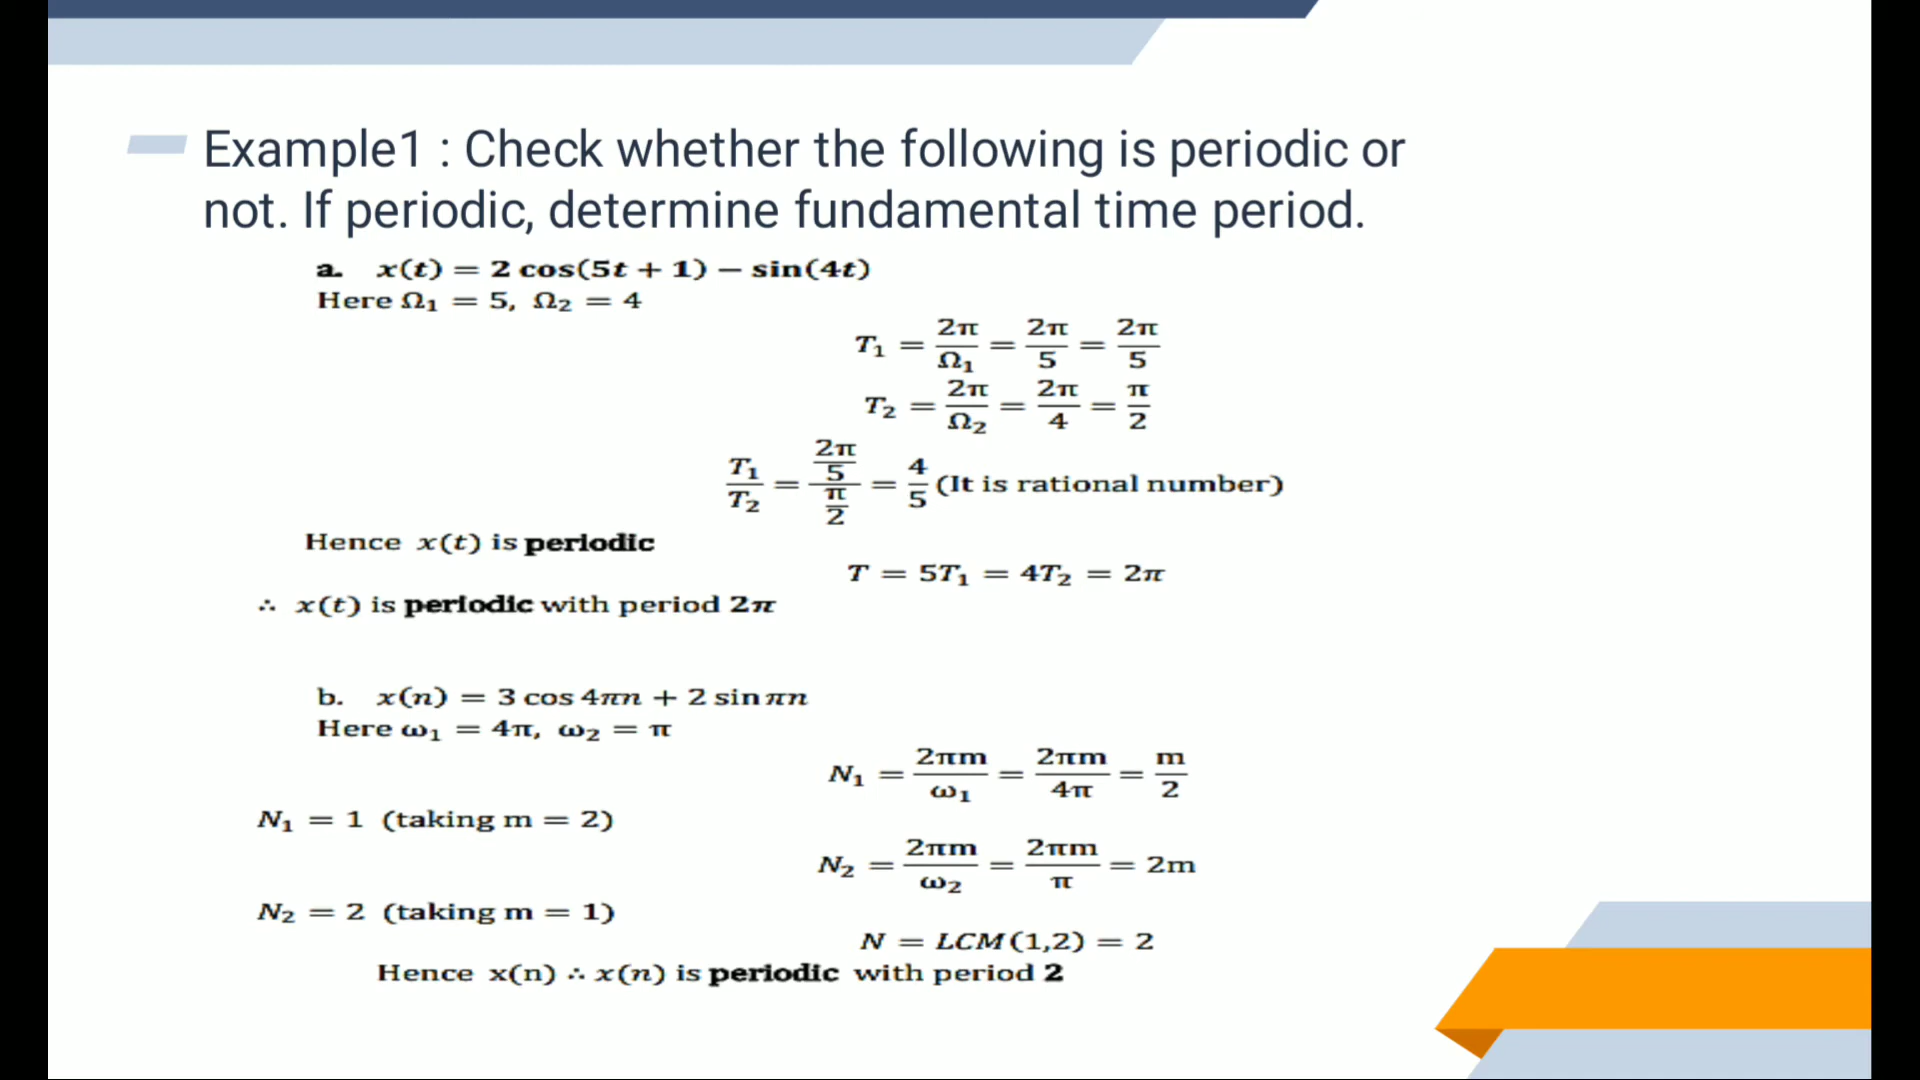 Example1 : Check whether the following is periodic or
not. If periodic, determine fundamental time period.
a. x(t) = 2 cos(5t + 1) − sin(4t)
Here Ω₁ = 5, Ω₂ = 4
T₁ = 2π/Ω₁ = 2π/5 = 2π/5
T₂ = 2π/Ω₂ = 2π/4 = π/2
T₁/T₂ = (2π/5)/(π/2) = 4/5 (It is rational number)
Hence x(t) is periodic
T = 5T₁ = 4T₂ = 2π
∴ x(t) is periodic with period 2π
b. x(n) = 3 cos 4πn + 2 sin πn
Here ω₁ = 4π, ω₂ = π
N₁ = 2πm/ω₁ = 2πm/4π = m/2
N₁ = 1 (taking m = 2)
N₂ = 2πm/ω₂ = 2πm/π = 2m
N₂ = 2 (taking m = 1)
N = LCM(1,2) = 2
Hence x(n) ∴ x(n) is periodic with period 2